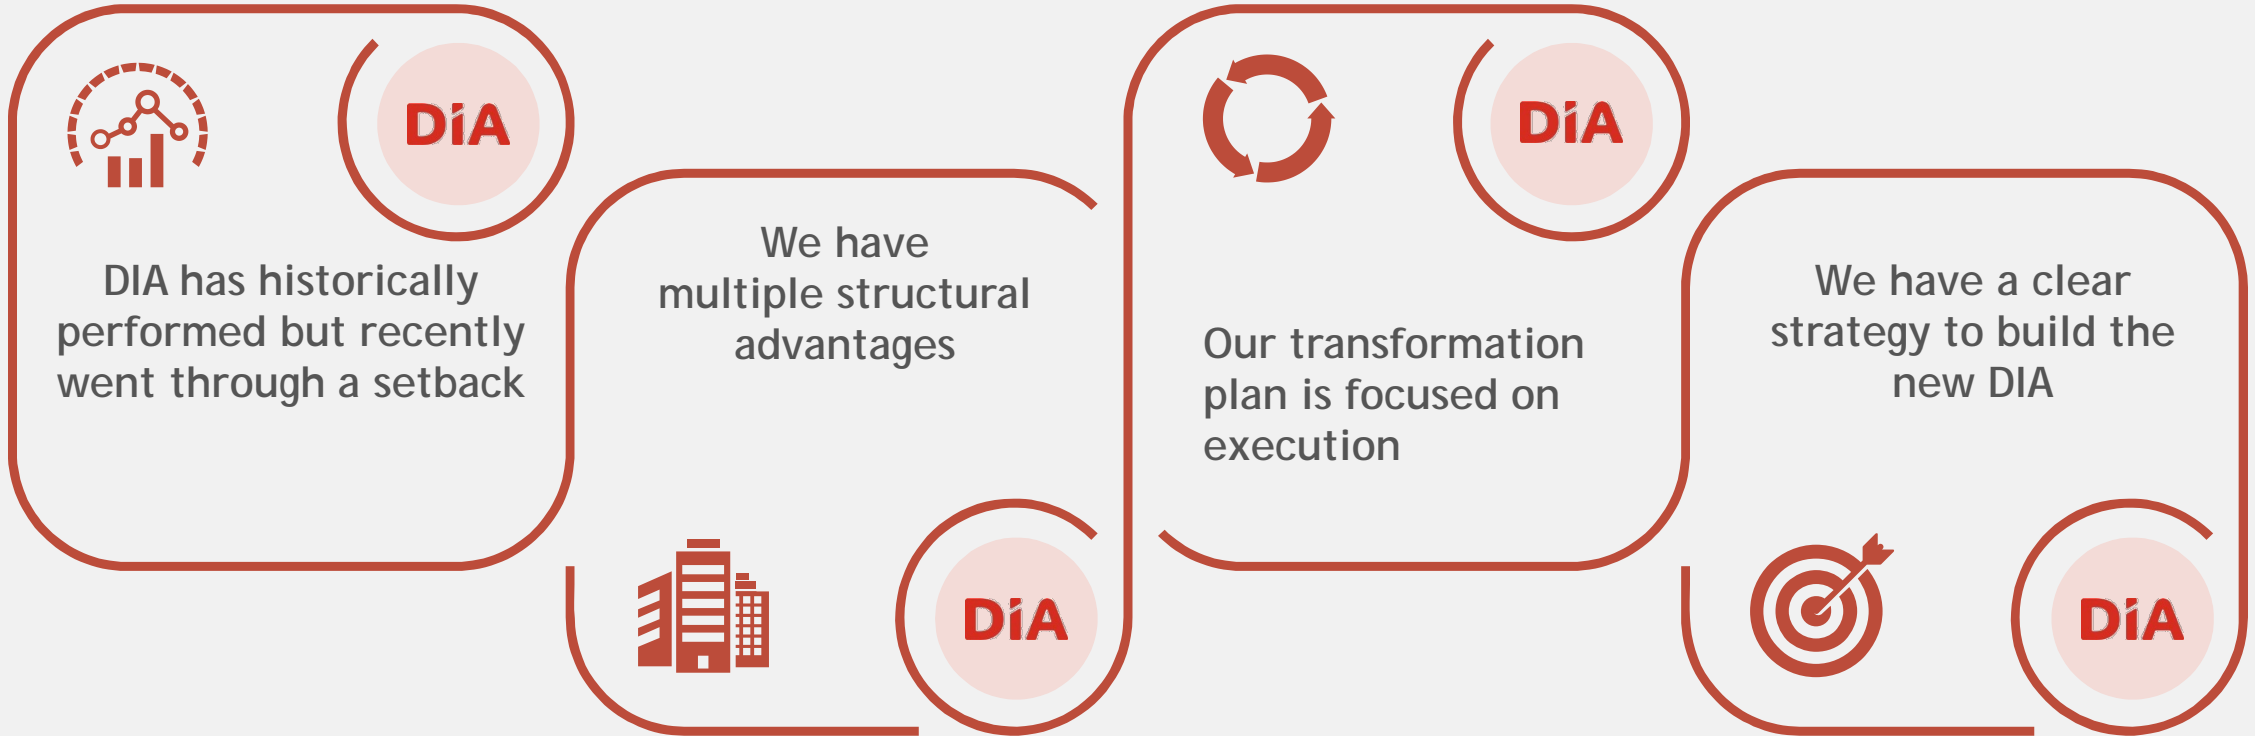 DiA
DIA has historically
performed but recently
went through a setback
We have
multiple structural
advantages
DiA
DiA
Our transformation
plan is focused on
execution
We have a clear
strategy to build the
new DIA
DiA